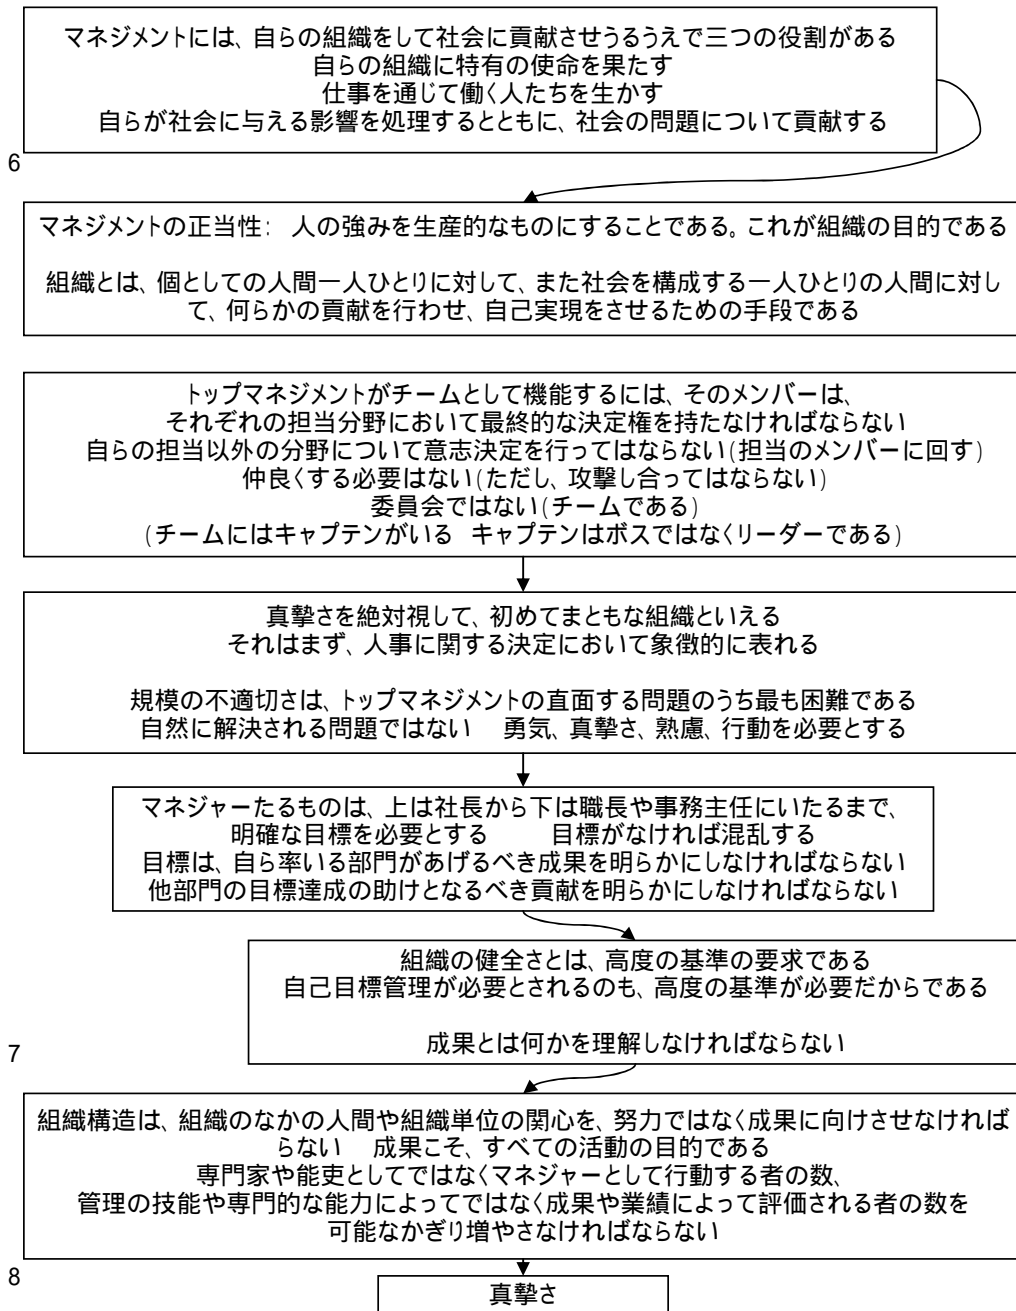 マネジメントには、自らの組織をして社会に貢献させうるうえで三つの役割がある
自らの組織に特有の使命を果たす
仕事を通じて働く人たちを生かす
自らが社会に与える影響を処理するとともに、社会の問題について貢献する
6
マネジメントの正当性： 人の強みを生産的なものにすることである。これが組織の目的である
組織とは、個としての人間一人ひとりに対して、また社会を構成する一人ひとりの人間に対し
て、何らかの貢献を行わせ、自己実現をさせるための手段である
トップマネジメントがチームとして機能するには、そのメンバーは、
それぞれの担当分野において最終的な決定権を持たなければならない
自らの担当以外の分野について意志決定を行ってはならない(担当のメンバーに回す)
仲良くする必要はない(ただし、攻撃し合ってはならない)
委員会ではない(チームである)
(チームにはキャプテンがいる キャプテンはボスではなくリーダーである)
真摯さを絶対視して、初めてまともな組織といえる
それはまず、人事に関する決定において象徴的に表れる
規模の不適切さは、トップマネジメントの直面する問題のうち最も困難である
自然に解決される問題ではない 勇気、真摯さ、熟慮、行動を必要とする
マネジャーたるものは、上は社長から下は職長や事務主任にいたるまで、
明確な目標を必要とする 目標がなければ混乱する
目標は、自ら率いる部門があげるべき成果を明らかにしなければならない
他部門の目標達成の助けとなるべき貢献を明らかにしなければならない
組織の健全さとは、高度の基準の要求である
自己目標管理が必要とされるのも、高度の基準が必要だからである
成果とは何かを理解しなければならない
7
組織構造は、組織のなかの人間や組織単位の関心を、努力ではなく成果に向けさせなければ
らない 成果こそ、すべての活動の目的である
専門家や能吏としてではなくマネジャーとして行動する者の数、
管理の技能や専門的な能力によってではなく成果や業績によって評価される者の数を
可能なかぎり増やさなければならない
8
真摯さ